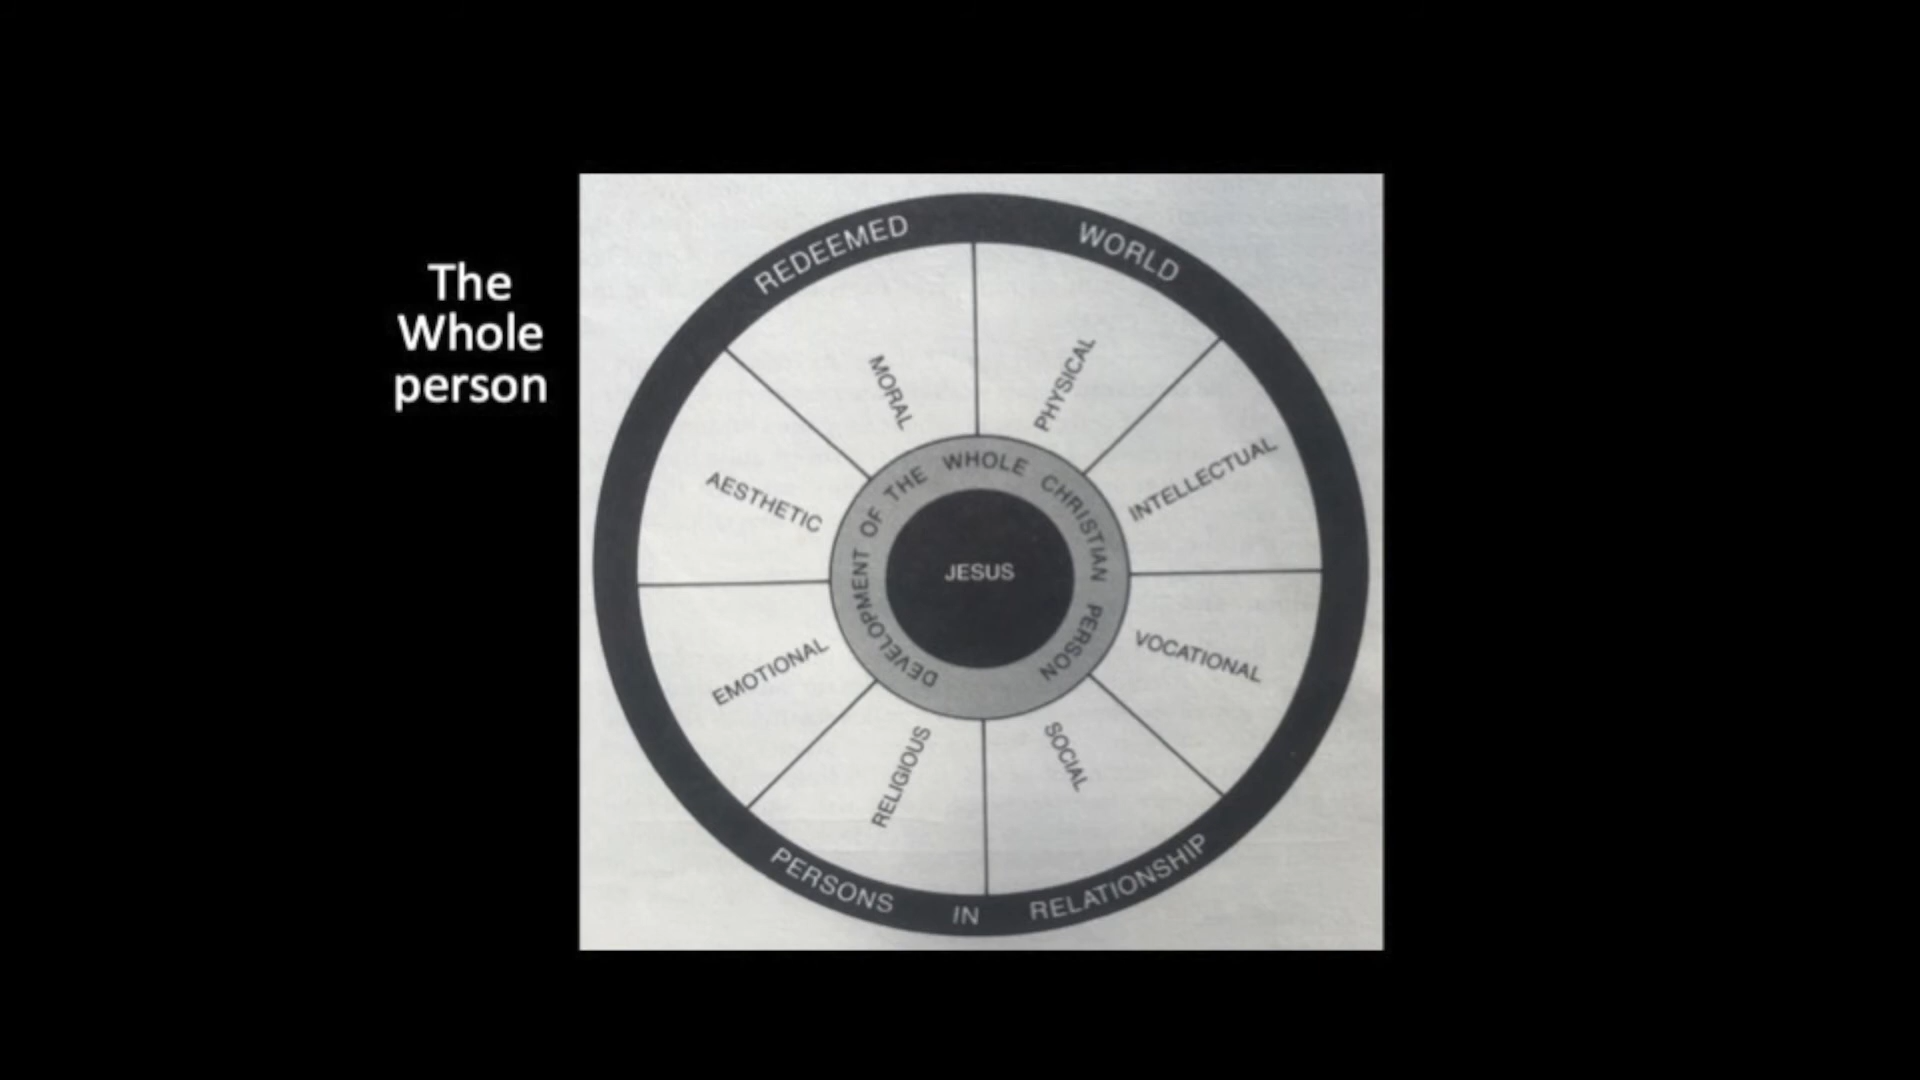 The
Whole
person
REDEEMED WORLD
MORAL
PHYSICAL
AESTHETIC
INTELLECTUAL
DEVELOPMENT OF THE WHOLE CHRISTIAN PERSON
JESUS
EMOTIONAL
VOCATIONAL
RELIGIOUS
SOCIAL
PERSONS IN RELATIONSHIP